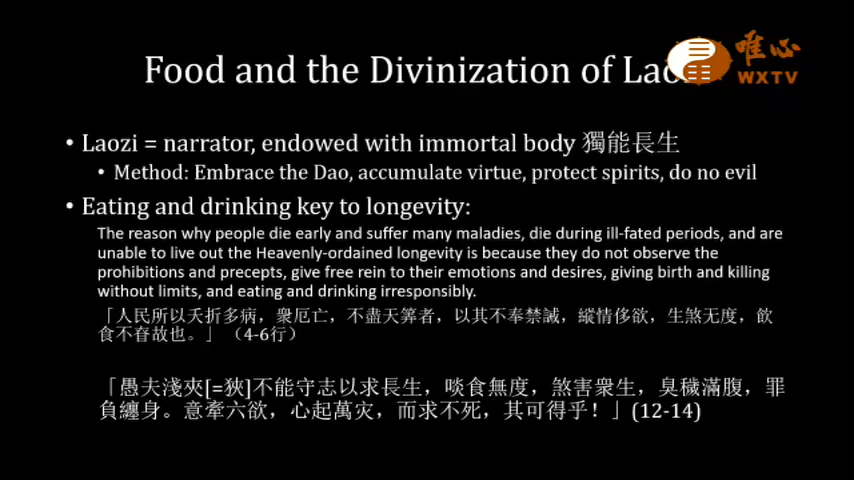 Food and the Divinization of Lao
唯心
WXTV
• Laozi = narrator, endowed with immortal body 獨能長生
• Method: Embrace the Dao, accumulate virtue, protect spirits, do no evil
• Eating and drinking key to longevity:
The reason why people die early and suffer many maladies, die during ill-fated periods, and are
unable to live out the Heavenly-ordained longevity is because they do not observe the
prohibitions and precepts, give free rein to their emotions and desires, giving birth and killing
without limits, and eating and drinking irresponsibly.
「人民所以夭折多病，衆厄亡，不盡天筭者，以其不奉禁誡，縱情侈欲，生煞无度，飲
食不故也。」（4-6行）
「愚夫淺夾[=狹]不能守志以求長生，啖食無度，煞害衆生，臭穢滿腹，罪
負纏身。意牽六欲，心起萬灾，而求不死，其可得乎！」(12-14)